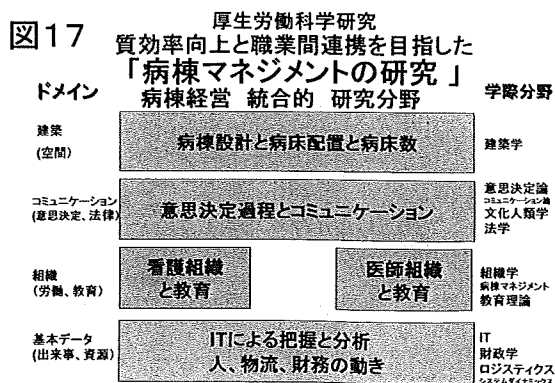 図17
厚生労働科学研究
質効率向上と職業間連携を目指した
「病棟マネジメントの研究 」
病棟経営 統合的 研究分野
ドメイン
学際分野
建築
(空間)
病棟設計と病床配置と病床数
建築学
コミュニケーション
(意思決定、法律)
意思決定過程とコミュニケーション
意思決定論
コミュニケーション論
文化人類学
法学
組織
(労働、教育)
看護組織
と教育
医師組織
と教育
組織学
病棟マネジメント
教育理論
基本データ
(出来事、資源)
ITによる把握と分析
人、物流、財務の動き
IT
財政学
ロジスティクス
システムダイナミックス